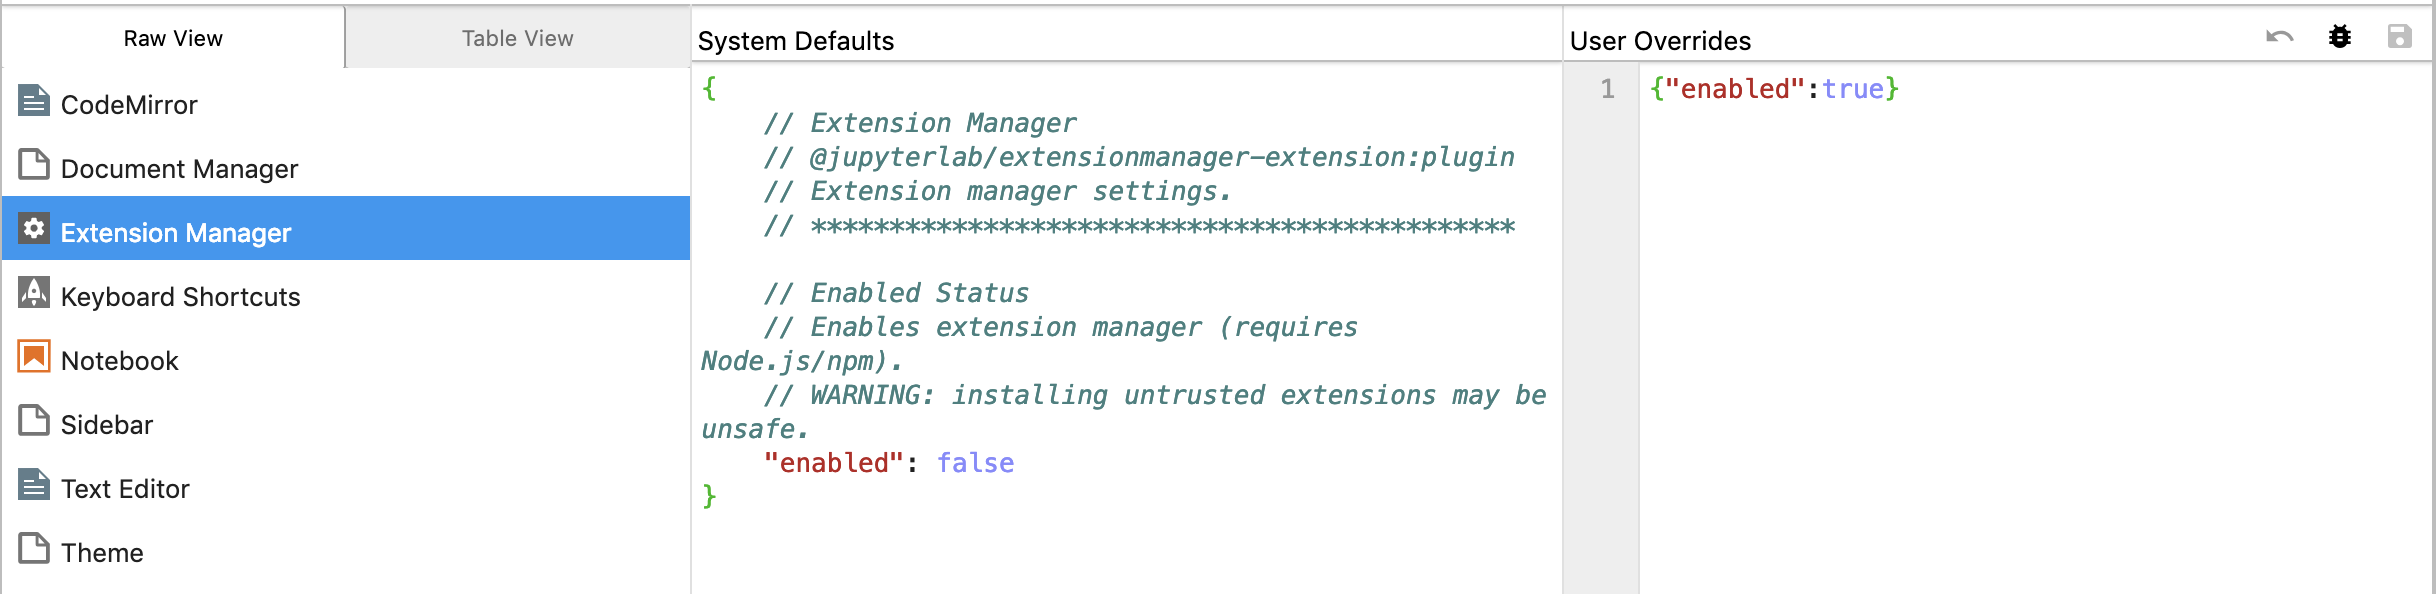 Raw View
Table View
CodeMirror
Document Manager
Extension Manager
Keyboard Shortcuts
Notebook
Sidebar
Text Editor
Theme
System Defaults
{
// Extension Manager
// @jupyterlab/extensionmanager-extension:plugin
// Extension manager settings.
// *********************************************
// Enabled Status
// Enables extension manager (requires
Node.js/npm).
// WARNING: installing untrusted extensions may be
unsafe.
"enabled": false
}
User Overrides
1 {"enabled":true}